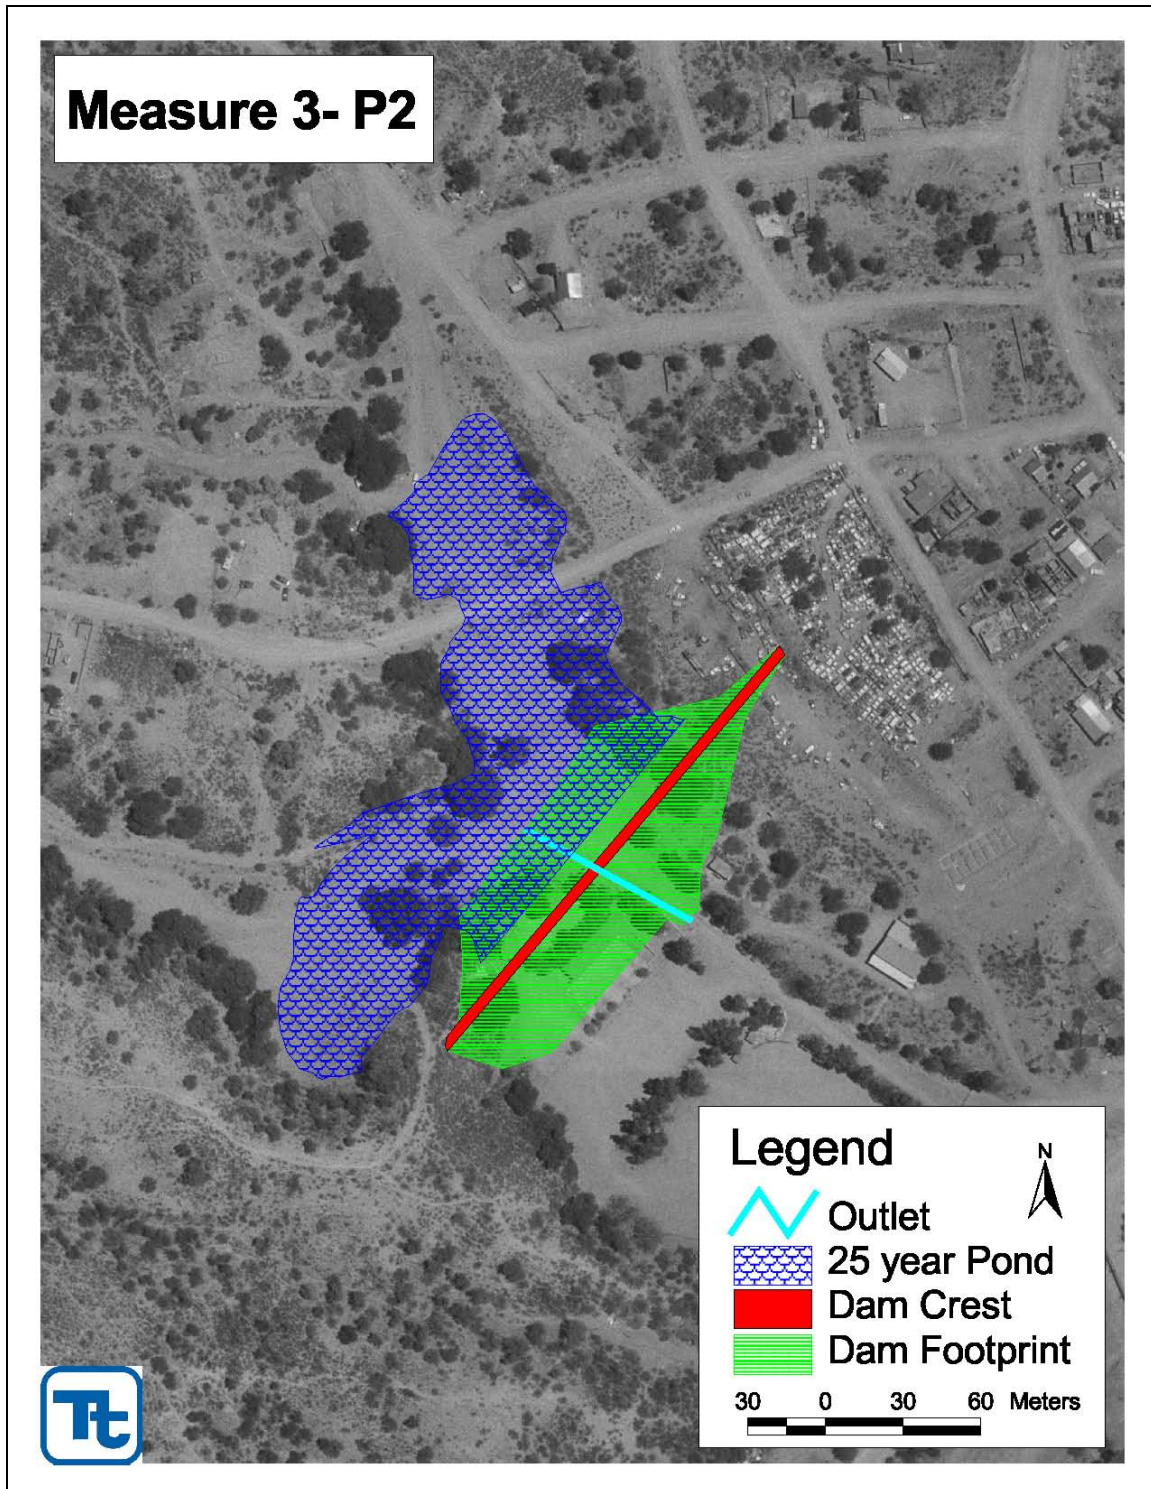 Measure 3- P2
Legend
N
Outlet
25 year Pond
Dam Crest
Dam Footprint
30 0 30 60 Meters
Tt